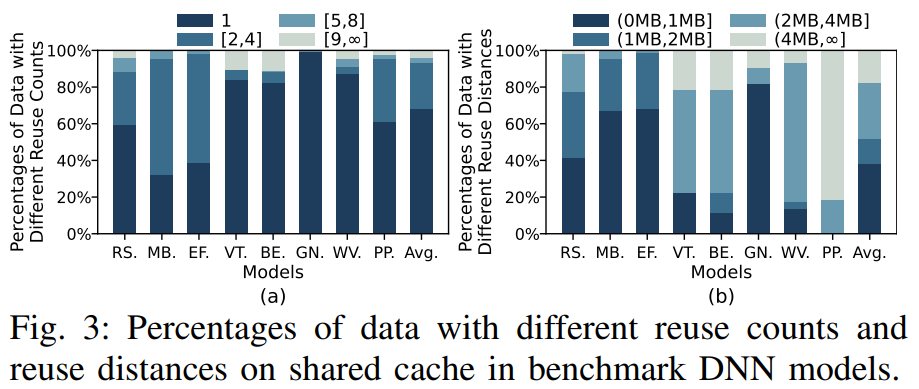 1
[2,4]
[5,8]
[9,∞]
Percentages of Data with
Different Reuse Counts
100%
80%
60%
40%
20%
0%
RS. MB. EF. VT. BE. GN. WV. PP. Avg.
Models
(a)
(0MB,1MB]
(1MB,2MB]
(2MB,4MB]
(4MB,∞]
Percentages of Data wich
Different Reuse Distances
100%
80%
60%
40%
20%
0%
RS. MB. EF. VT. BE. GN. WV. PP. Avg.
Models
(b)
Fig. 3: Percentages of data with different reuse counts and
reuse distances on shared cache in benchmark DNN models.